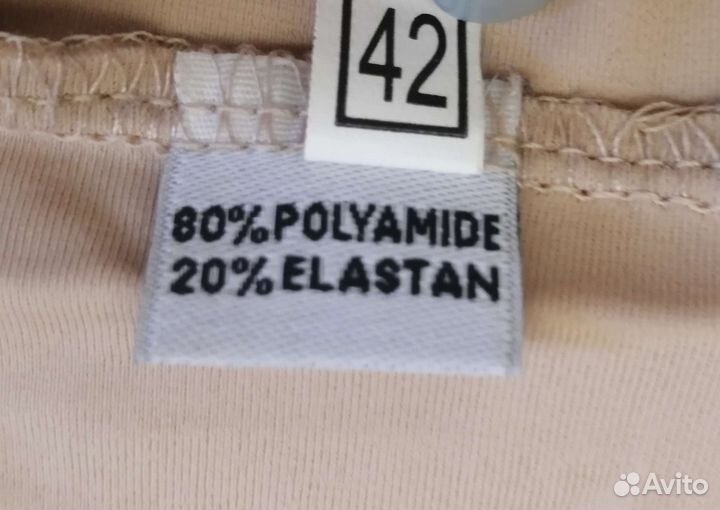 42
80% POLYAMIDE
20% ELASTAN
Avito